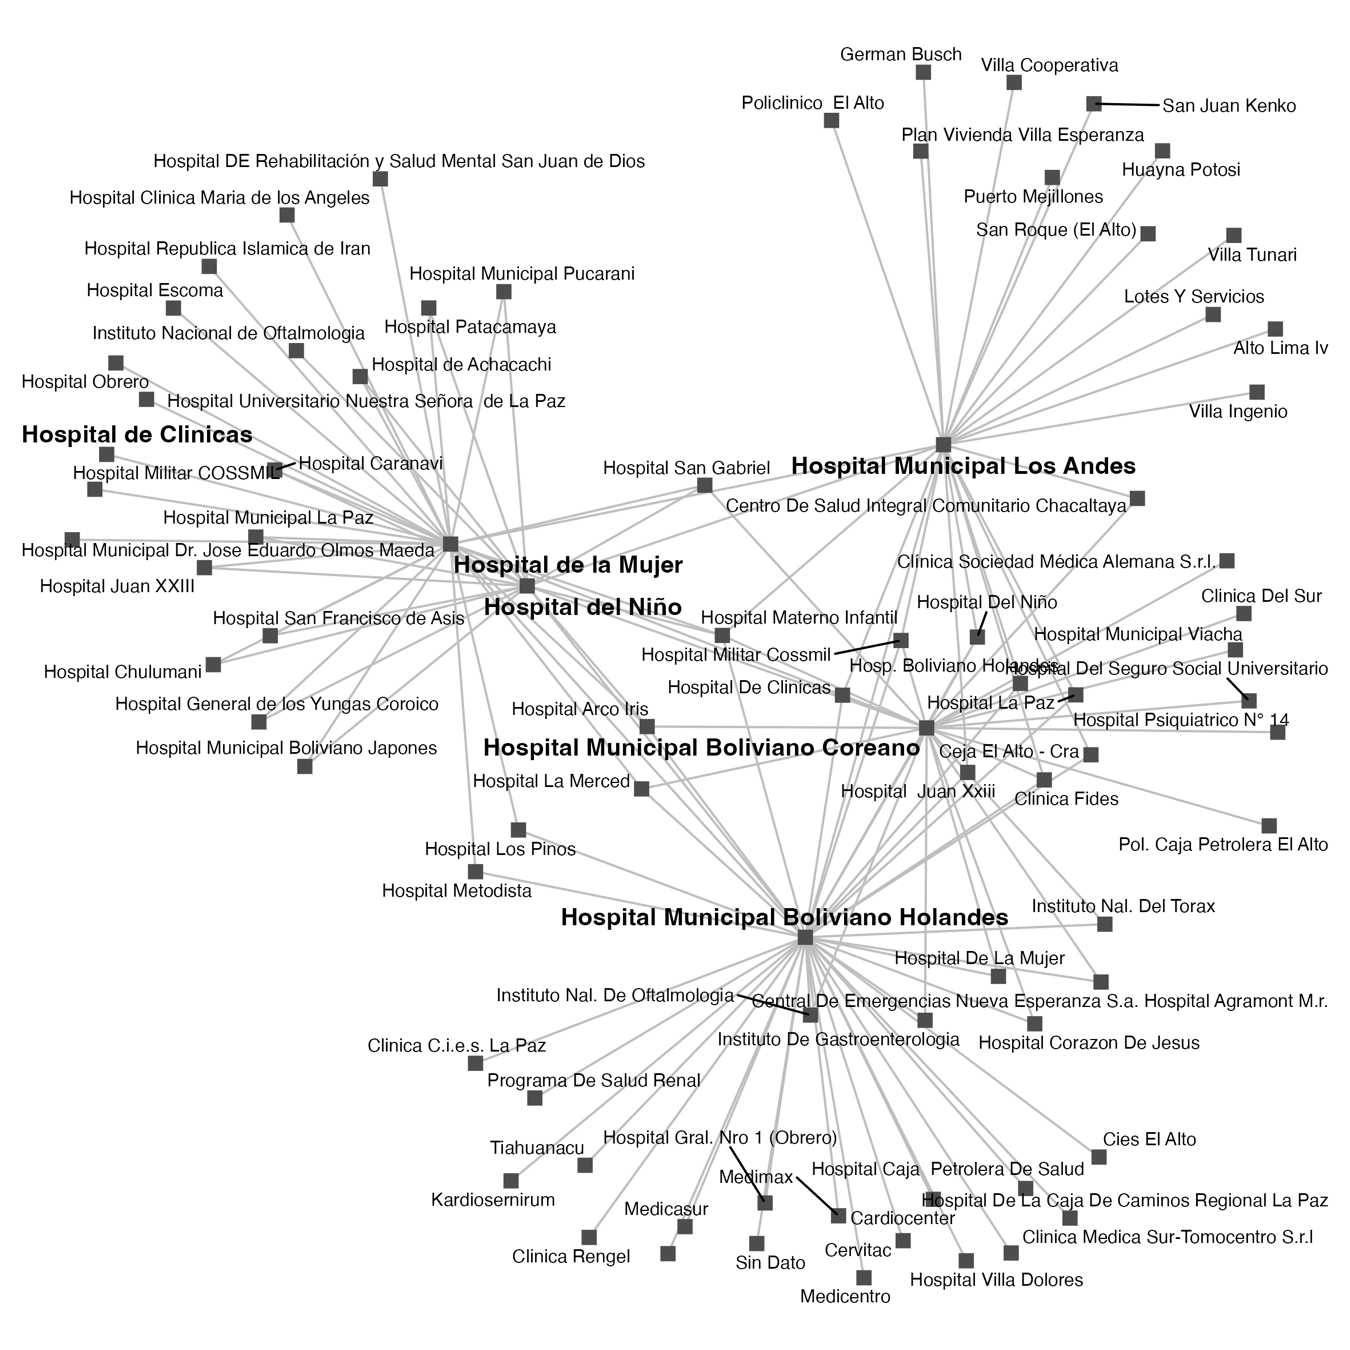 German Busch
Villa Cooperativa
Policlinico  El Alto
San Juan Kenko
Plan Vivienda Villa Esperanza
Hospital DE Rehabilitación y Salud Mental San Juan de Dios
Huayna Potosi
Hospital Clinica Maria de los Angeles
Puerto Mejillones
San Roque (El Alto)
Hospital Republica Islamica de Iran
Villa Tunari
Hospital Municipal Pucarani
Hospital Escoma
Lotes Y Servicios
Hospital Patacamaya
Instituto Nacional de Oftalmologia
Alto Lima Iv
Hospital de Achacachi
Hospital Obrero
Hospital Universitario Nuestra Señora  de La Paz
Villa Ingenio
Hospital de Clinicas
Hospital Caranavi
Hospital San Gabriel
Hospital Municipal Los Andes
Hospital Militar COSSMIL
Centro De Salud Integral Comunitario Chacaltaya
Hospital Municipal La Paz
Hospital Municipal Dr. Jose Eduardo Olmos Maeda
Clínica Sociedad Médica Alemana S.r.l.
Hospital de la Mujer
Hospital Juan XXIII
Clinica Del Sur
Hospital Del Niño
Hospital del Niño
Hospital San Francisco de Asis
Hospital Materno Infantil
Hospital Municipal Viacha
Hospital Militar Cossmil
Hosp. Boliviano Holandes
Hospital Del Seguro Social Universitario
Hospital Chulumani
Hospital De Clinicas
Hospital La Paz
Hospital General de los Yungas Coroico
Hospital Arco Iris
Hospital Psiquiatrico N° 14
Hospital Municipal Boliviano Japones
Hospital Municipal Boliviano Coreano
Ceja El Alto - Cra
Hospital La Merced
Hospital  Juan Xxiii
Clinica Fides
Hospital Los Pinos
Pol. Caja Petrolera El Alto
Hospital Metodista
Instituto Nal. Del Torax
Hospital Municipal Boliviano Holandes
Hospital De La Mujer
Instituto Nal. De Oftalmologia
Central De Emergencias Nueva Esperanza S.a.
Hospital Agramont M.r.
Instituto De Gastroenterologia
Hospital Corazon De Jesus
Clinica C.i.e.s. La Paz
Programa De Salud Renal
Hospital Gral. Nro 1 (Obrero)
Cies El Alto
Tiahuanacu
Hospital Caja  Petrolera De Salud
Medimax
Kardiosernirum
Hospital De La Caja De Caminos Regional La Paz
Medicasur
Cardiocenter
Clinica Medica Sur-Tomocentro S.r.l
Cervitac
Clinica Rengel
Sin Dato
Hospital Villa Dolores
Medicentro